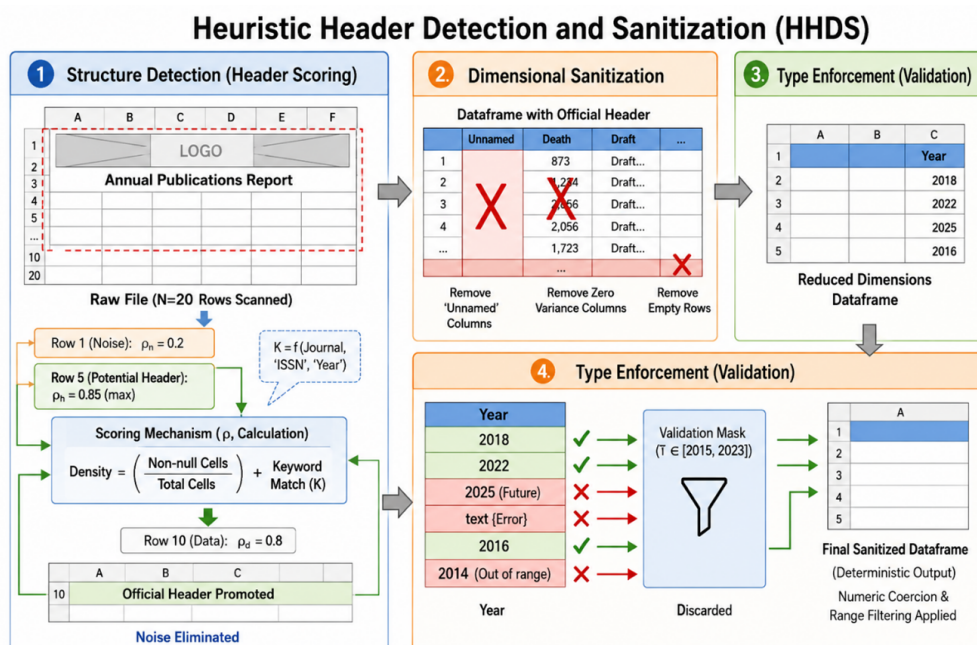 Heuristic Header Detection and Sanitization (HHDS)
1 Structure Detection (Header Scoring)
A B C D E F
1
LOGO
2
Annual Publications Report
3
4
5
...
10
20
Raw File (N=20 Rows Scanned)
Row 1 (Noise): ρn = 0.2
K = f (Journal,
'ISSN', 'Year')
Row 5 (Potential Header):
ρh = 0.85 (max)
Scoring Mechanism (ρ, Calculation)
Density = ( Non-null Cells / Total Cells ) + Keyword Match (K)
Row 10 (Data): ρd = 0.8
A B C
10 Official Header Promoted
Noise Eliminated
2. Dimensional Sanitization
Dataframe with Official Header
Unnamed Death Draft ...
1 873 Draft...
2 Draft...
3 Draft...
4 2,056 Draft...
... 1,723 Draft...
...
Remove 'Unnamed' Columns
Remove Zero Variance Columns
Remove Empty Rows
3. Type Enforcement (Validation)
A B C
1 Year
2 2018
3 2022
4 2025
5 2016
Reduced Dimensions
Dataframe
4. Type Enforcement (Validation)
Year
2018
2022
2025 (Future)
text {Error}
2016
2014 (Out of range)
Year
Validation Mask
(T ∈ [2015, 2023])
Discarded
A
1
2
3
4
5
Final Sanitized Dataframe
(Deterministic Output)
Numeric Coercion &
Range Filtering Applied